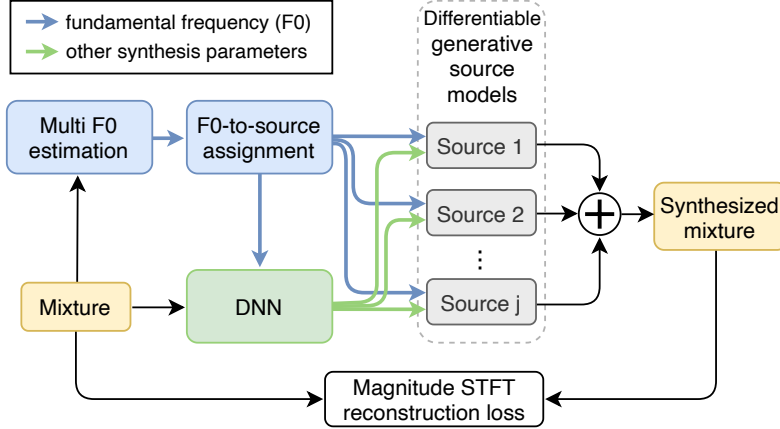 fundamental frequency (F0)
other synthesis parameters
Differentiable
generative
source
models
Multi F0
estimation
F0-to-source
assignment
Source 1
Source 2
⋮
Source j
Synthesized
mixture
Mixture
DNN
Magnitude STFT
reconstruction loss